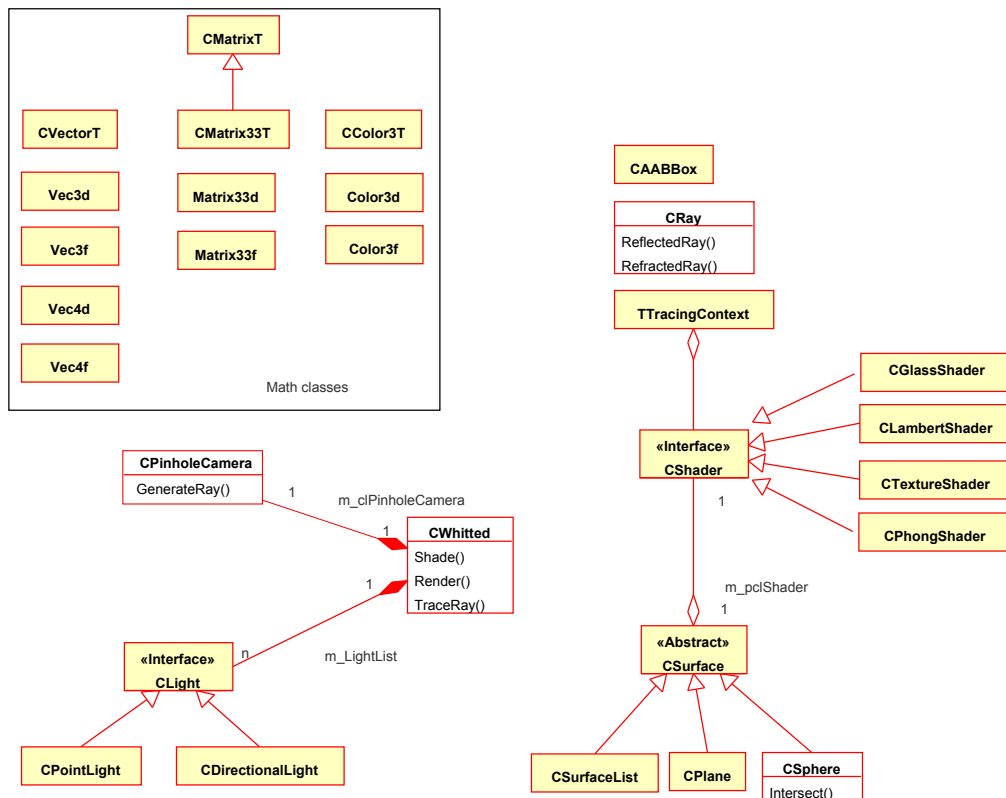 CMatrixT
CVectorT
CMatrix33T
CColor3T
Vec3d
Matrix33d
Color3d
Vec3f
Matrix33f
Color3f
Vec4d
Vec4f
Math classes
CAABBox
CRay
ReflectedRay()
RefractedRay()
TTracingContext
CGlassShader
CLambertShader
CTextureShader
CPhongShader
«Interface»
CShader
1
m_pclShader
1
«Abstract»
CSurface
CSurfaceList
CPlane
CSphere
Intersect()
CPinholeCamera
GenerateRay()
1
m_clPinholeCamera
1
CWhitted
Shade()
Render()
TraceRay()
1
n
m_LightList
«Interface»
CLight
CPointLight
CDirectionalLight